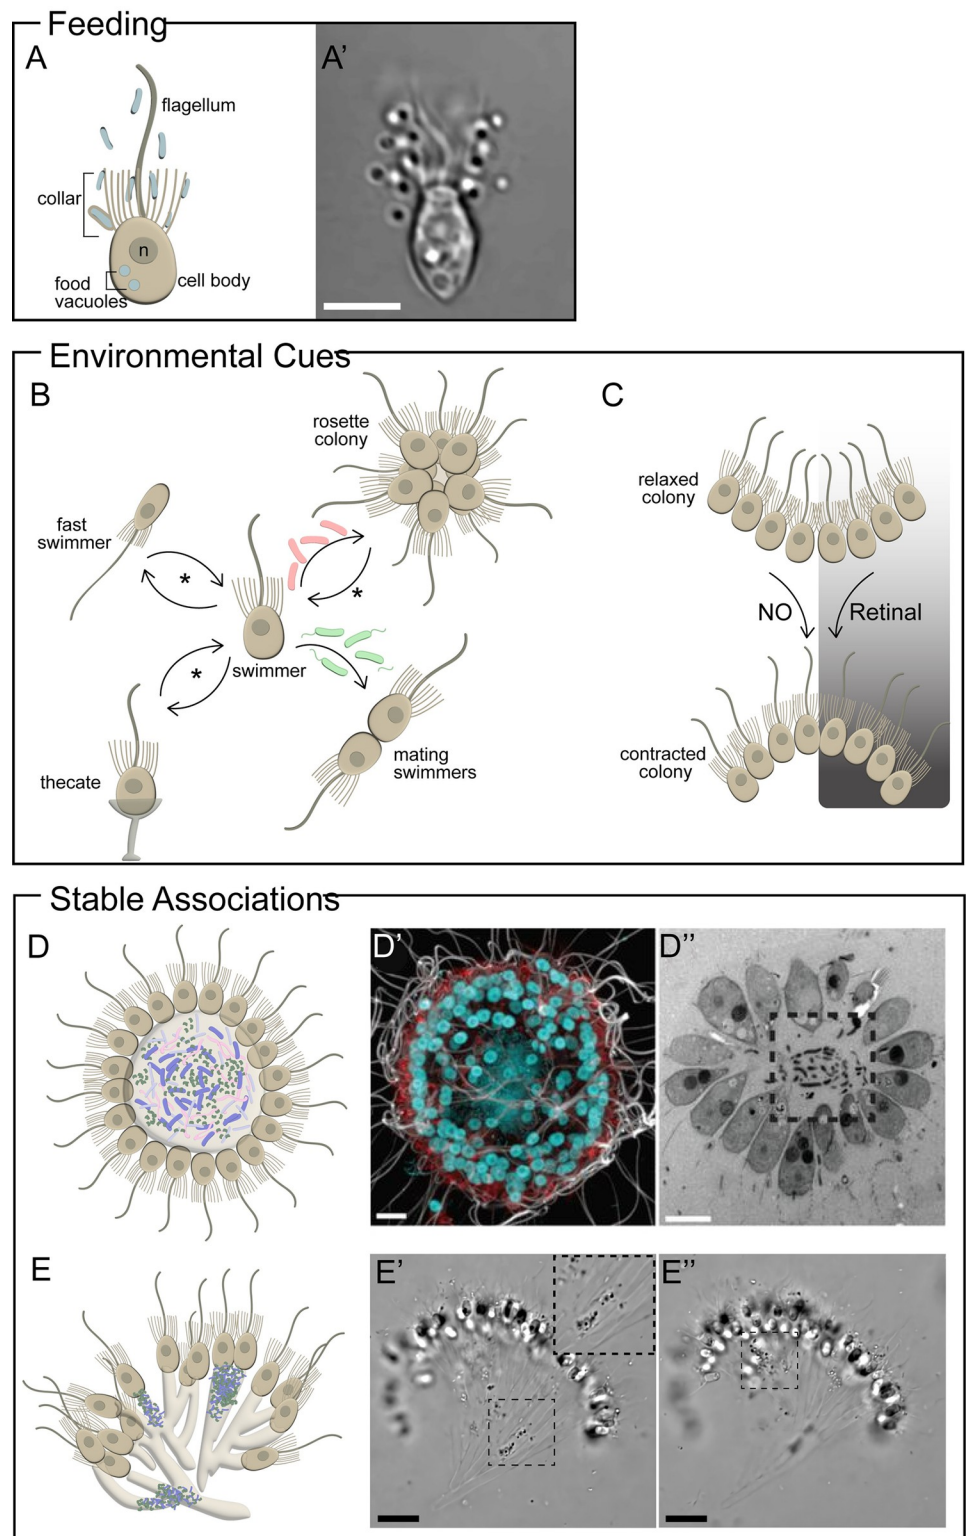 Feeding
A
A’
flagellum
collar
n
food
vacuoles
cell body
Environmental Cues
B
C
rosette
colony
relaxed
colony
fast
swimmer
*
*
NO
Retinal
swimmer
*
thecate
mating
swimmers
contracted
colony
Stable Associations
D
D’
D’’
E
E’
E’’